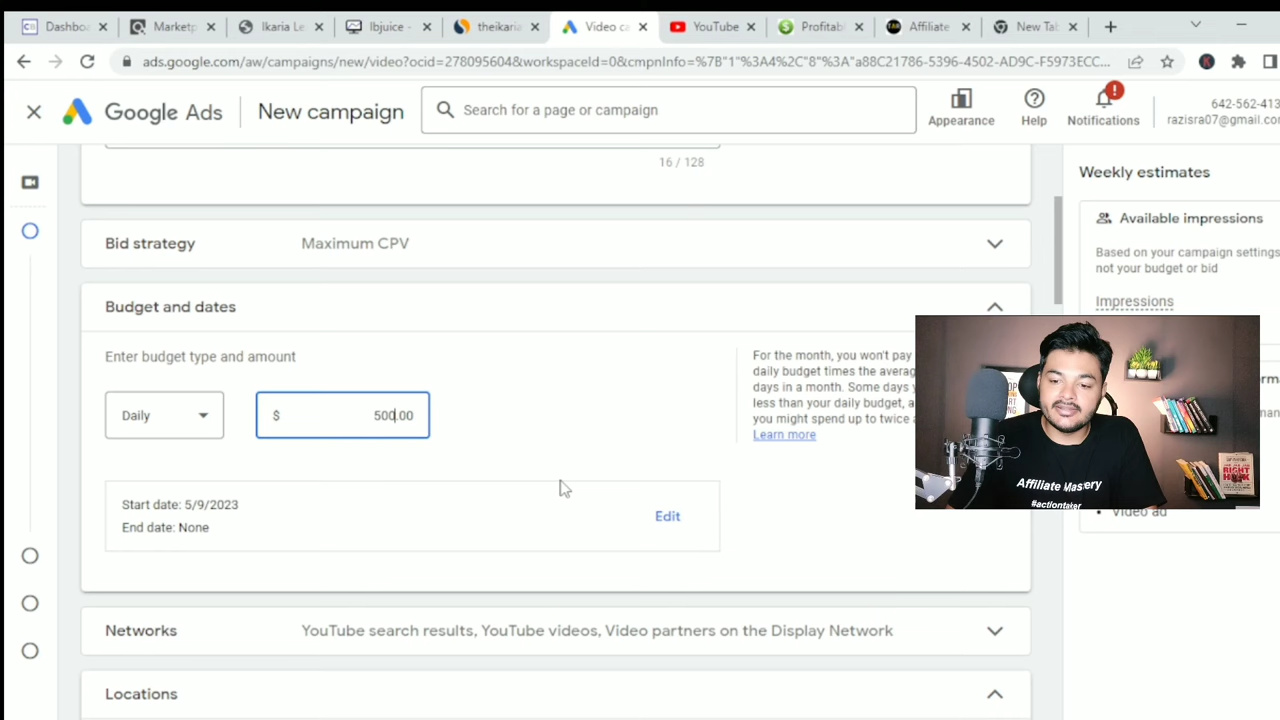 Dashbo
Marketp
Ikaria Le
lbjuice -
theikaria
Video ca
YouTube
Profitabl
Affiliate
New Tab
ads.google.com/aw/campaigns/new/video?ocid=278095604&workspaceId=0&cmpnInfo=%7B"1"%3A4%2C"8"%3A"a88C21786-5396-4502-AD9C-F5973ECC...
Google Ads
New campaign
Search for a page or campaign
Appearance
Help
Notifications
642-562-413
razisra07@gmail.com
16 / 128
Weekly estimates
Available impressions
Based on your campaign settings
not your budget or bid
Impressions
Bid strategy
Maximum CPV
Budget and dates
Enter budget type and amount
Daily
$ 500.00
For the month, you won't pay
daily budget times the average
days in a month. Some days
less than your daily budget, a
you might spend up to twice
Learn more
Start date: 5/9/2023
End date: None
Edit
Affiliate Mastery
#actiontaker
RIGHT
Video ad
Networks
YouTube search results, YouTube videos, Video partners on the Display Network
Locations